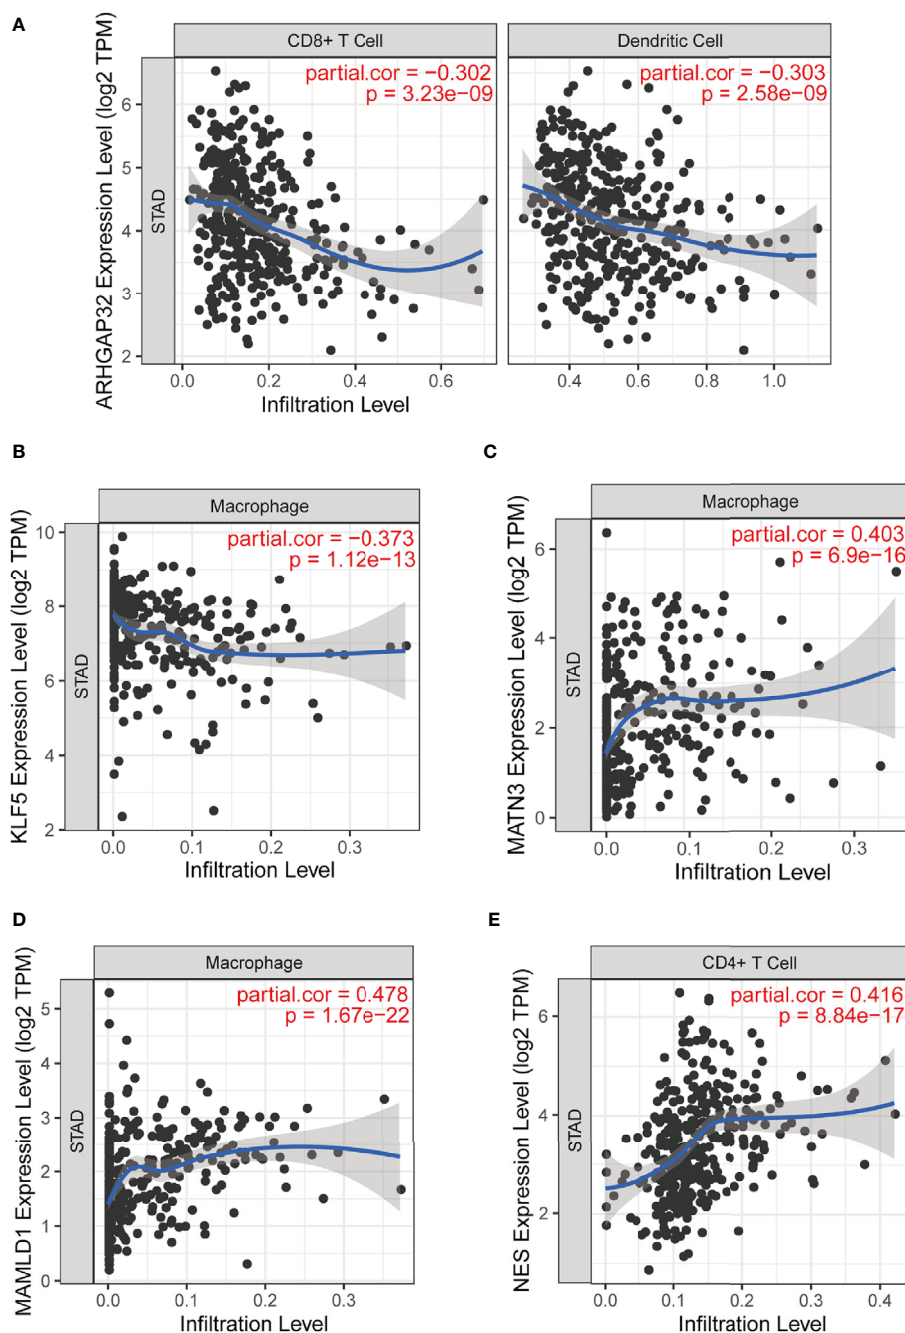 A
CD8+ T Cell
Dendritic Cell
ARHGAP32 Expression Level (log2 TPM)
STAD
partial.cor = −0.302
p = 3.23e−09
partial.cor = −0.303
p = 2.58e−09
6
5
4
3
2
0.0 0.2 0.4 0.6
0.4 0.6 0.8 1.0
Infiltration Level
Infiltration Level
B
Macrophage
KLF5 Expression Level (log2 TPM)
STAD
partial.cor = −0.373
p = 1.12e−13
10
8
6
4
2
0.0 0.1 0.2 0.3
Infiltration Level
C
Macrophage
MATN3 Expression Level (log2 TPM)
STAD
partial.cor = 0.403
p = 6.9e−16
6
4
2
0
0.0 0.1 0.2 0.3
Infiltration Level
D
Macrophage
MAMLD1 Expression Level (log2 TPM)
STAD
partial.cor = 0.478
p = 1.67e−22
5
4
3
2
1
0
0.0 0.1 0.2 0.3
Infiltration Level
E
CD4+ T Cell
NES Expression Level (log2 TPM)
STAD
partial.cor = 0.416
p = 8.84e−17
6
4
2
0.0 0.1 0.2 0.3 0.4
Infiltration Level